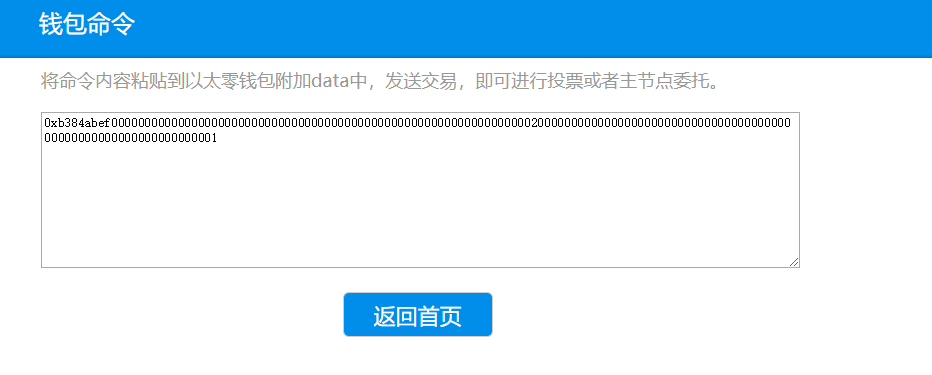 钱包命令
将命令内容粘贴到以太零钱包附加data中，发送交易，即可进行投票或者主节点委托。
0xb384abef00000000000000000000000000000000000000000000000000000000000000020000000000000000000000000000000000000000
00000000000000000000000001
返回首页